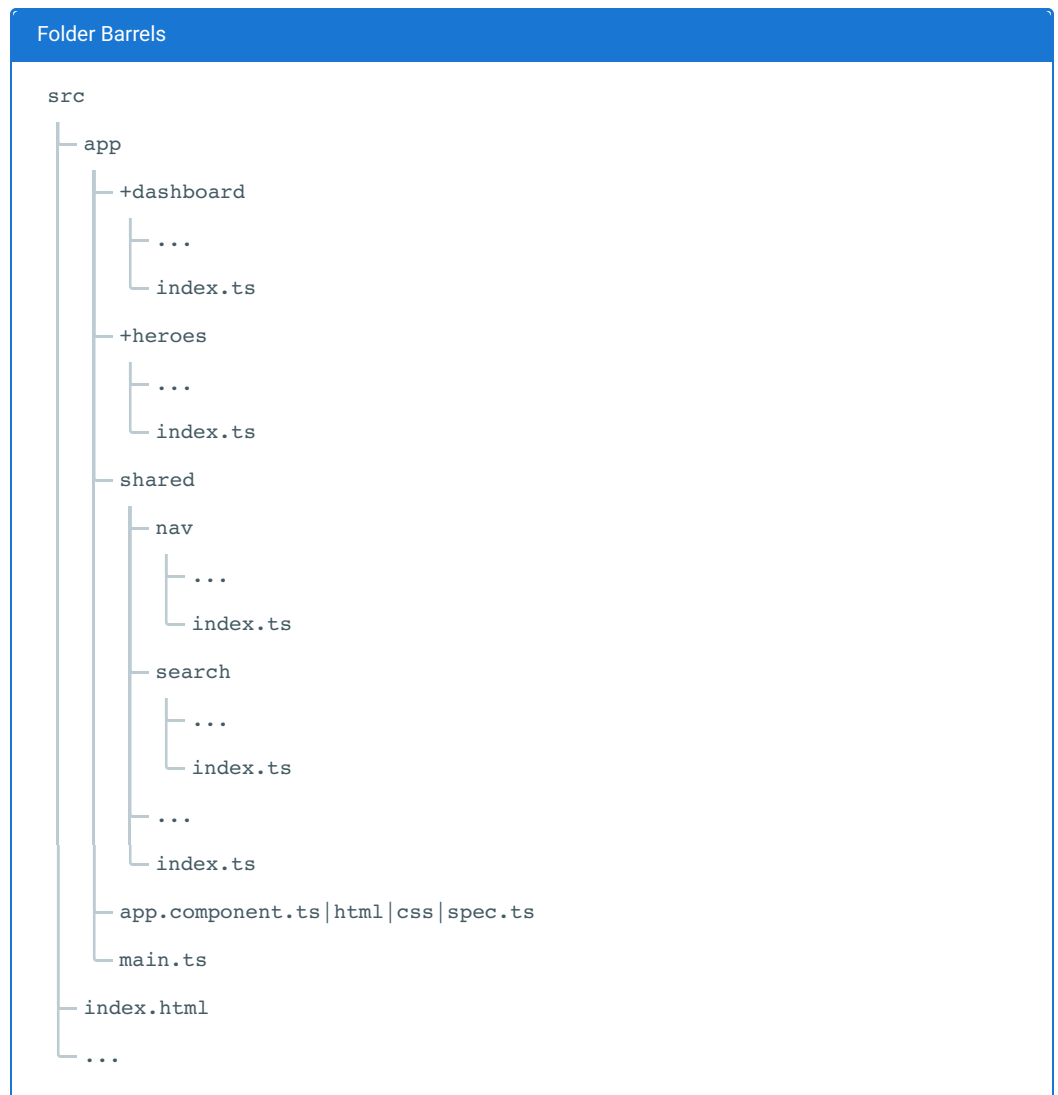 Folder Barrels
src
app
+dashboard
...
index.ts
+heroes
...
index.ts
shared
nav
...
index.ts
search
...
index.ts
...
index.ts
app.component.ts|html|css|spec.ts
main.ts
index.html
...